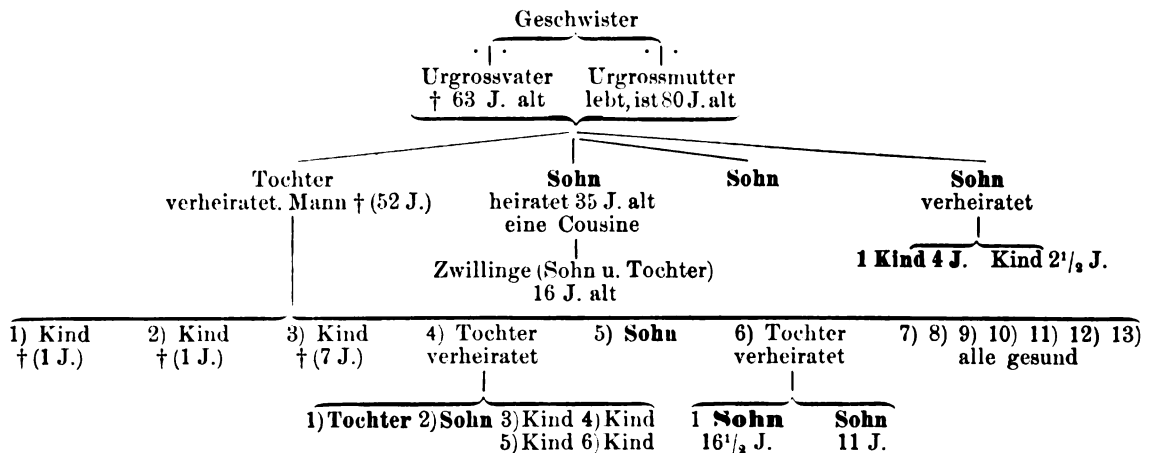 Geschwister
Urgrossvater Urgrossmutter
† 63 J. alt lebt, ist 80 J. alt
Tochter Sohn Sohn Sohn
verheiratet. Mann † (52 J.) heiratet 35 J. alt verheiratet
eine Cousine
1 Kind 4 J. Kind 2¹/₂ J.
Zwillinge (Sohn u. Tochter)
16 J. alt
1) Kind 2) Kind 3) Kind 4) Tochter 5) Sohn 6) Tochter 7) 8) 9) 10) 11) 12) 13)
† (1 J.) † (1 J.) † (7 J.) verheiratet verheiratet alle gesund
1) Tochter 2) Sohn 3) Kind 4) Kind 1 Sohn Sohn
5) Kind 6) Kind 16¹/₂ J. 11 J.